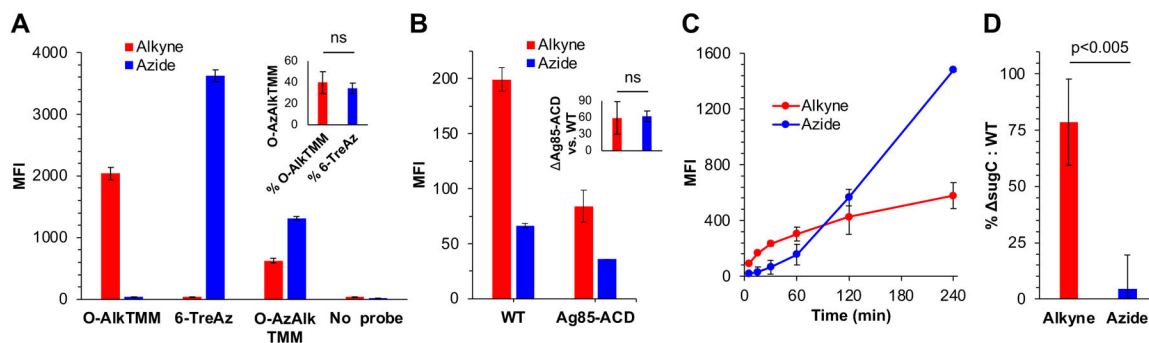 A
MFI
4000
3000
2000
1000
0
Alkyne
Azide
O-AlkTMM
6-TreAz
O-AzAlk
TMM
No probe
O-AzAlkTMM
60
40
20
0
ns
% O-AlkTMM
% 6-TreAz
B
MFI
200
150
100
50
0
Alkyne
Azide
WT
Ag85-ACD
ΔAg85-ACD
vs. WT
90
60
30
0
ns
C
MFI
1600
1200
800
400
0
Alkyne
Azide
0
60
120
180
240
Time (min)
D
% ΔsugC : WT
100
75
50
25
0
p<0.005
Alkyne
Azide